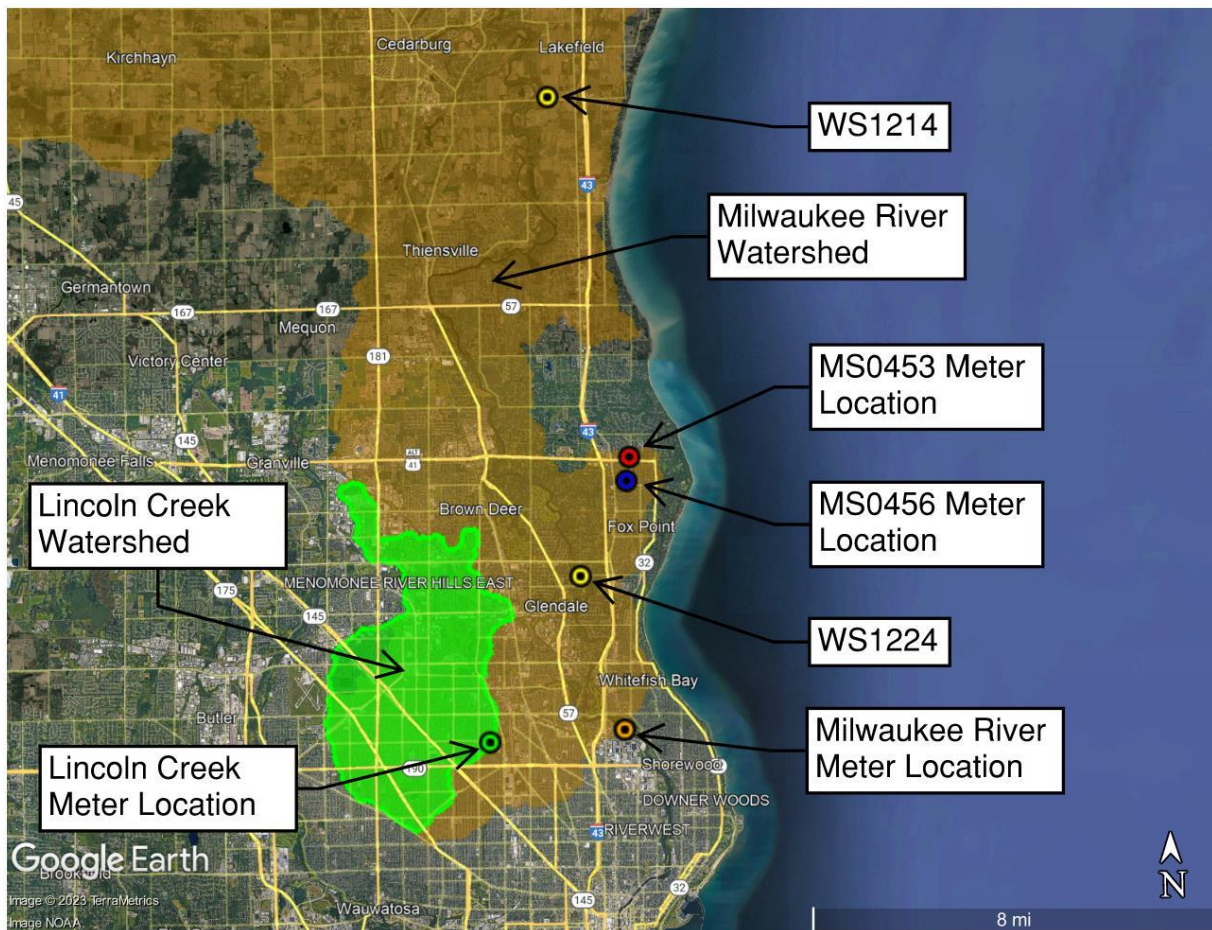 Kirchhayn
Cedarburg
Lakefield
WS1214
43
45
Milwaukee River
Watershed
Thiensville
Germantown
167
167
57
Mequon
Victory Center
181
MS0453 Meter
Location
41
43
145
Menomonee Falls
Granville
ALT
41
Lincoln Creek
Watershed
Brown Deer
MS0456 Meter
Location
Fox Point
32
MENOMONEE RIVER HILLS EAST
175
145
Glendale
WS1224
Whitefish Bay
Butler
57
Milwaukee River
Meter Location
Lincoln Creek
Meter Location
190
Shorewood
DOWNER WOODS
43
RIVERWEST
Google Earth
Image © 2023 TerraMetrics
Image NOAA
Wauwatosa
145
32
N
8 mi